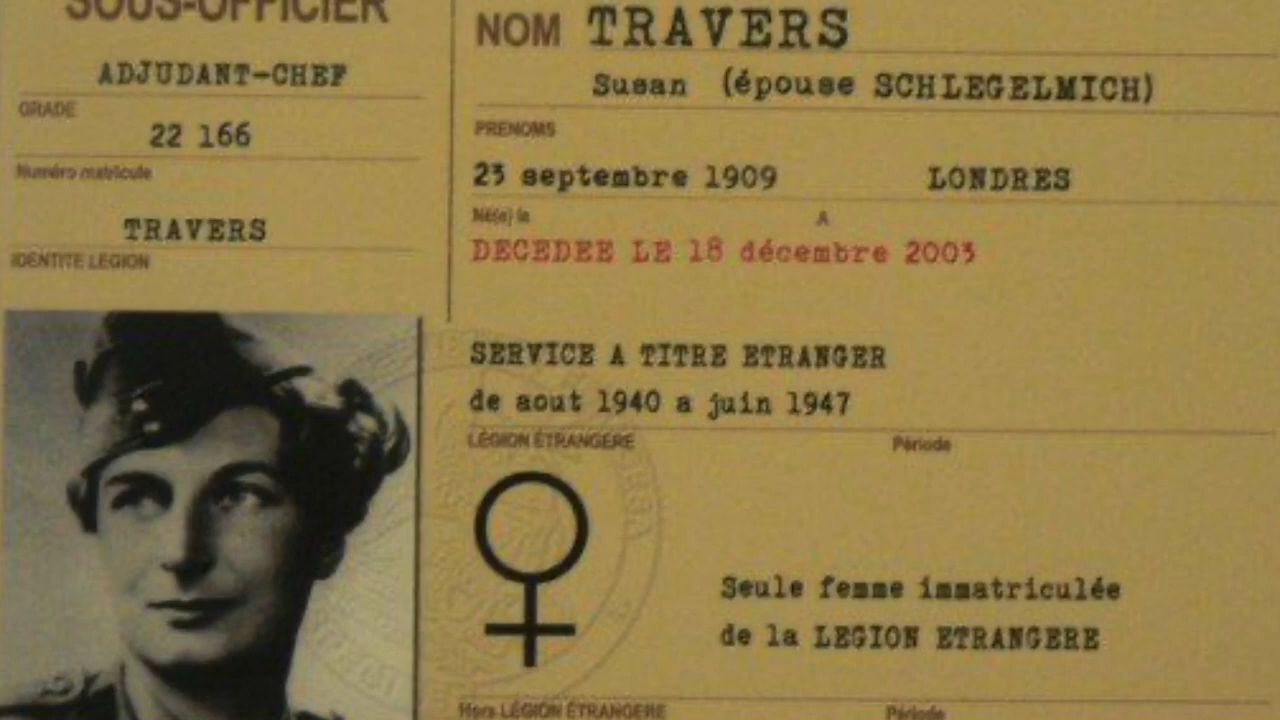 SOUS-OFFICIER
ADJUDANT-CHEF
GRADE
22 166
Numéro matricule
TRAVERS
IDENTITE LEGION
NOM TRAVERS
Susan (épouse SCHLEGELMICH)
PRENOMS
23 septembre 1909 LONDRES
Né(e) le A
DECEDEE LE 18 décembre 2003
SERVICE A TITRE ETRANGER
de aout 1940 a juin 1947
LÉGION ÉTRANGERE Période
Seule femme immatriculée
de la LEGION ETRANGERE
Hors LÉGION ÉTRANGERE Période